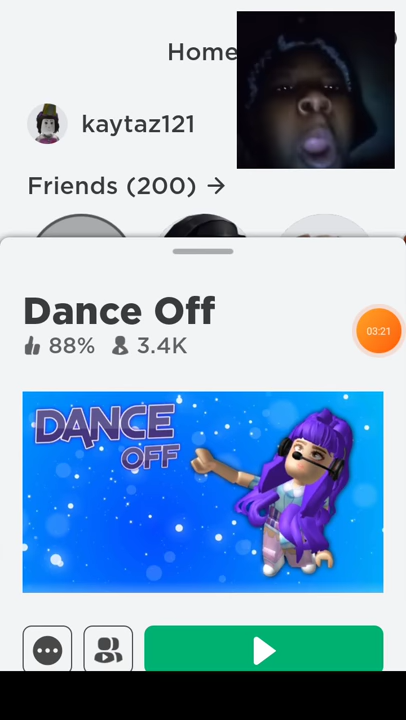 Home
kaytaz121
Friends (200) →
Dance Off
88% 3.4K
03:21
DANCE
OFF